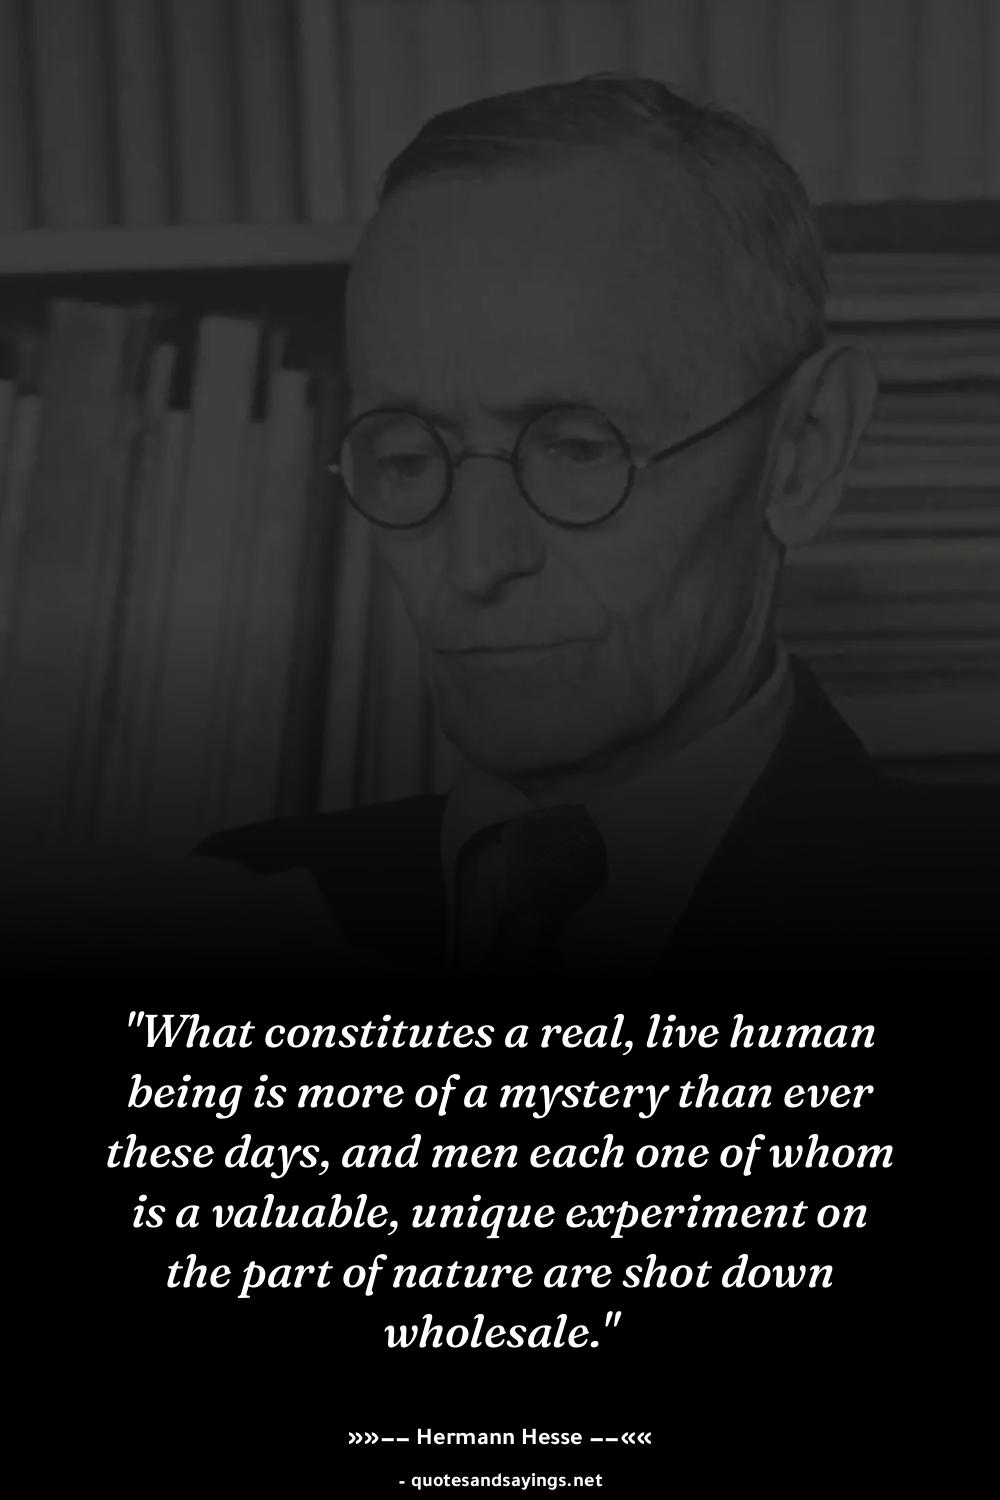 "What constitutes a real, live human
being is more of a mystery than ever
these days, and men each one of whom
is a valuable, unique experiment on
the part of nature are shot down
wholesale."
»»—— Hermann Hesse ——««
- quotesandsayings.net